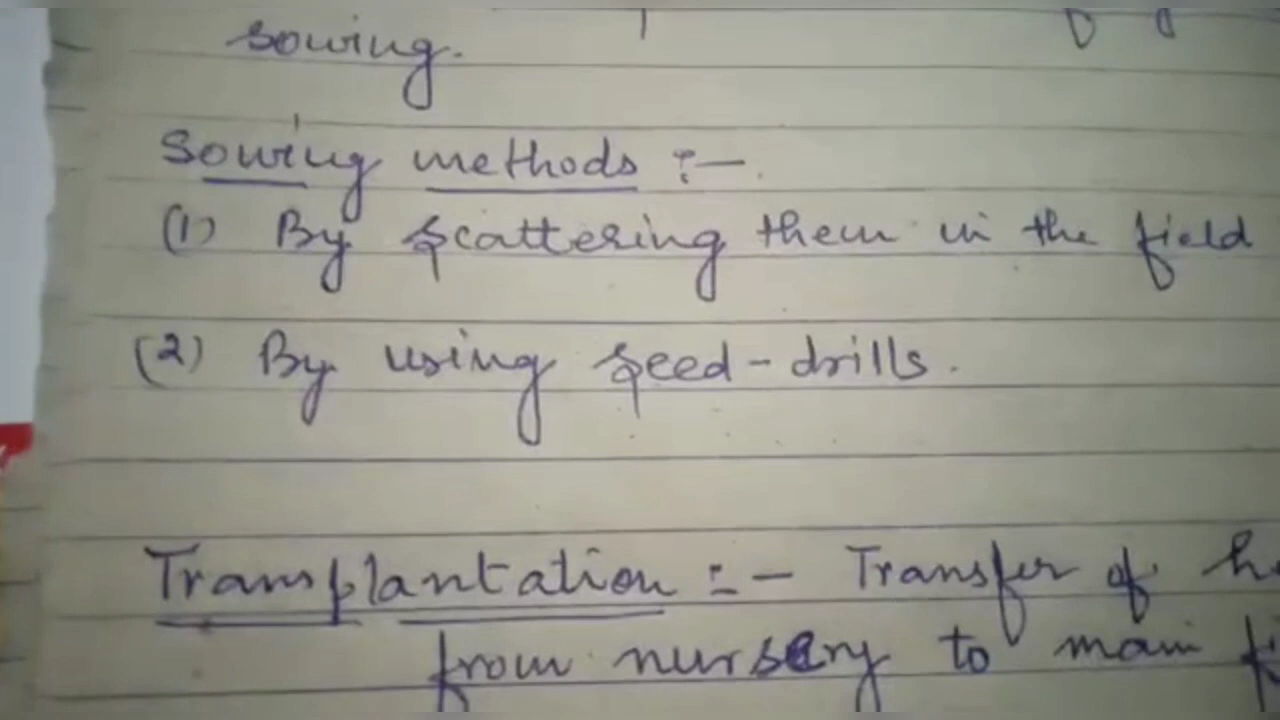 sowing.
Sowing methods :-
(1) By scattering them in the field
(2) By using seed-drills.
Transplantation :- Transfer of
from nursery to main